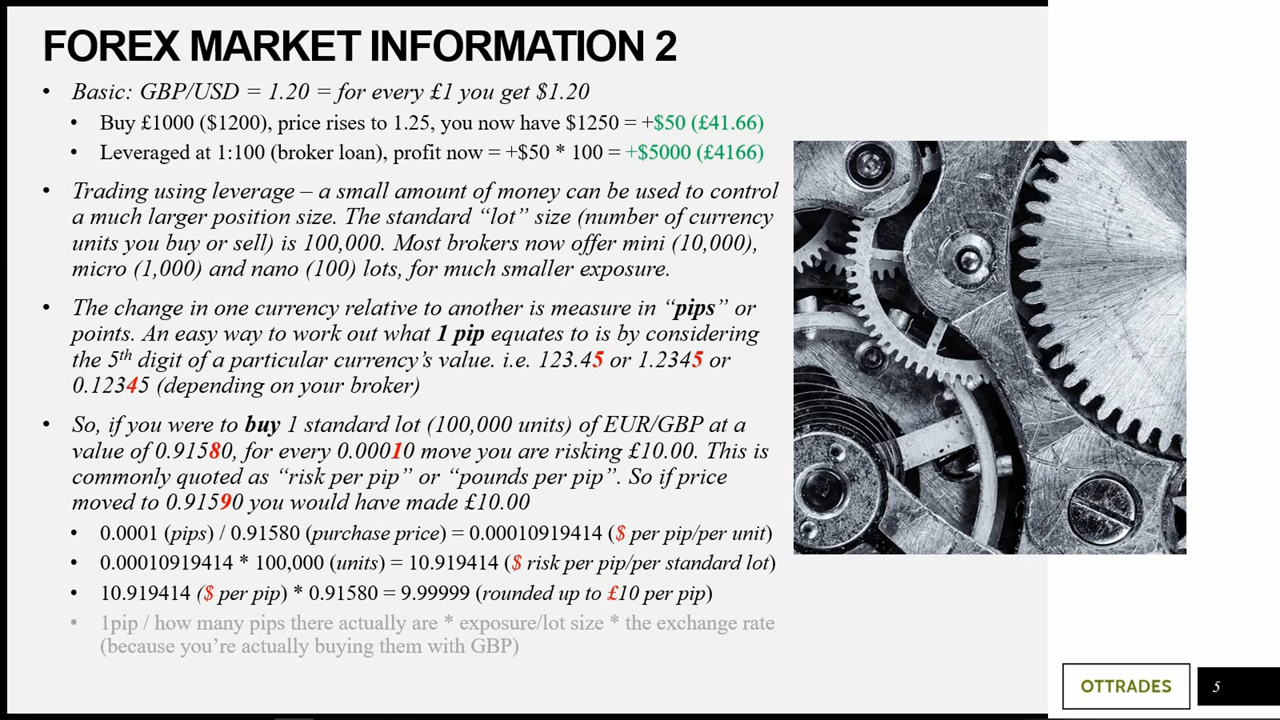 FOREX MARKET INFORMATION 2
• Basic: GBP/USD = 1.20 = for every £1 you get $1.20
• Buy £1000 ($1200), price rises to 1.25, you now have $1250 = +$50 (£41.66)
• Leveraged at 1:100 (broker loan), profit now = +$50 * 100 = +$5000 (£4166)
• Trading using leverage – a small amount of money can be used to control
a much larger position size. The standard “lot” size (number of currency
units you buy or sell) is 100,000. Most brokers now offer mini (10,000),
micro (1,000) and nano (100) lots, for much smaller exposure.
• The change in one currency relative to another is measure in “pips” or
points. An easy way to work out what 1 pip equates to is by considering
the 5th digit of a particular currency’s value. i.e. 123.45 or 1.2345 or
0.12345 (depending on your broker)
• So, if you were to buy 1 standard lot (100,000 units) of EUR/GBP at a
value of 0.91580, for every 0.00010 move you are risking £10.00. This is
commonly quoted as “risk per pip” or “pounds per pip”. So if price
moved to 0.91590 you would have made £10.00
• 0.0001 (pips) / 0.91580 (purchase price) = 0.00010919414 ($ per pip/per unit)
• 0.00010919414 * 100,000 (units) = 10.919414 ($ risk per pip/per standard lot)
• 10.919414 ($ per pip) * 0.91580 = 9.99999 (rounded up to £10 per pip)
• 1pip / how many pips there actually are * exposure/lot size * the exchange rate
(because you’re actually buying them with GBP)
OTTRADES
5